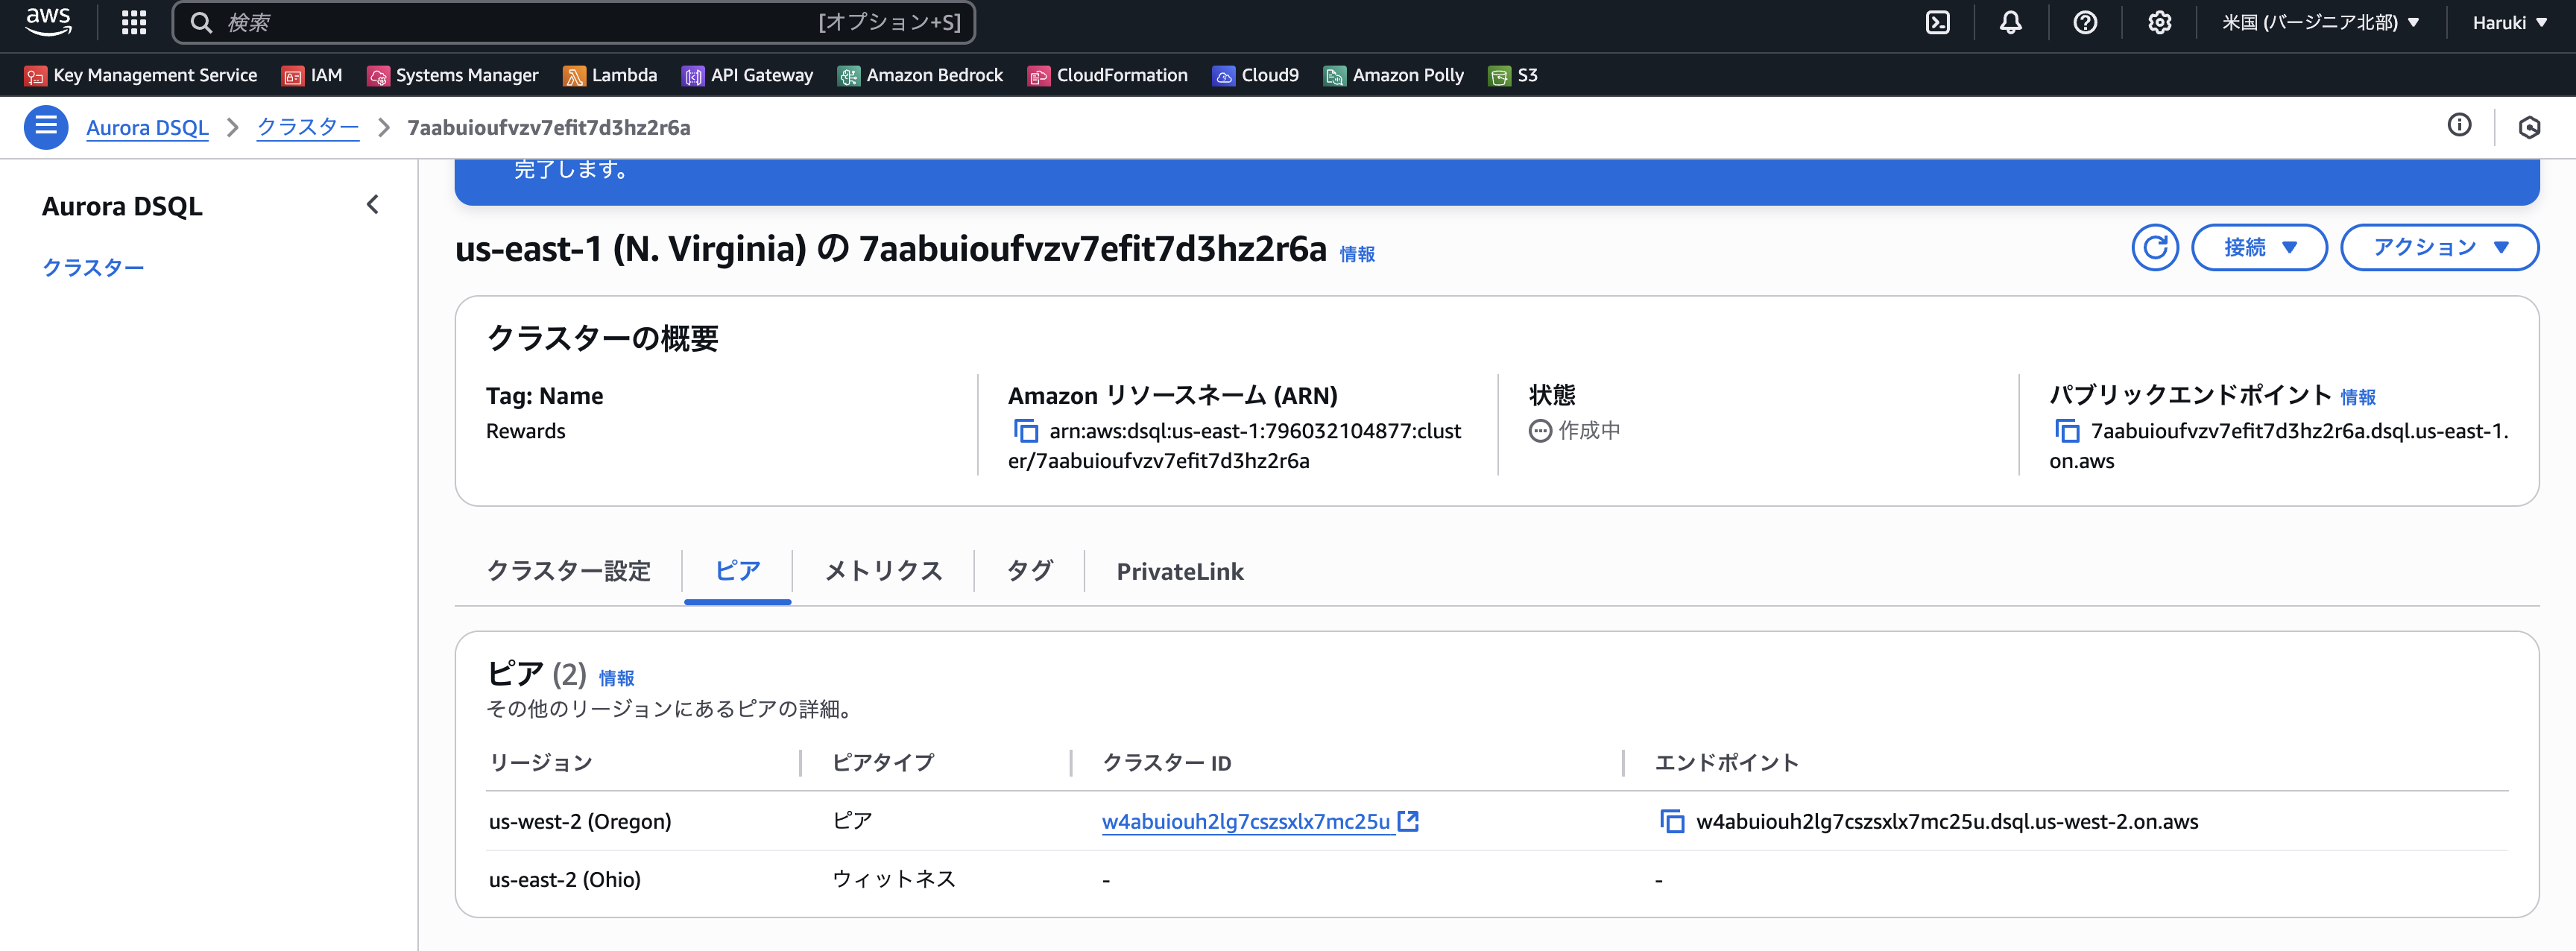 aws
検索 [オプション+S]
米国 (バージニア北部) ▼ Haruki ▼
Key Management Service IAM Systems Manager Lambda API Gateway Amazon Bedrock CloudFormation Cloud9 Amazon Polly S3
Aurora DSQL > クラスター > 7aabuioufvzv7efit7d3hz2r6a
Aurora DSQL
クラスター
完了します。
us-east-1 (N. Virginia) の 7aabuioufvzv7efit7d3hz2r6a 情報
接続 ▼ アクション ▼
クラスターの概要
Tag: Name
Rewards
Amazon リソースネーム (ARN)
arn:aws:dsql:us-east-1:796032104877:clust
er/7aabuioufvzv7efit7d3hz2r6a
状態
作成中
パブリックエンドポイント 情報
7aabuioufvzv7efit7d3hz2r6a.dsql.us-east-1.
on.aws
クラスター設定 ピア メトリクス タグ PrivateLink
ピア (2) 情報
その他のリージョンにあるピアの詳細。
リージョン ピアタイプ クラスター ID エンドポイント
us-west-2 (Oregon) ピア w4abuiouh2lg7cszsxlx7mc25u w4abuiouh2lg7cszsxlx7mc25u.dsql.us-west-2.on.aws
us-east-2 (Ohio) ウィットネス - -